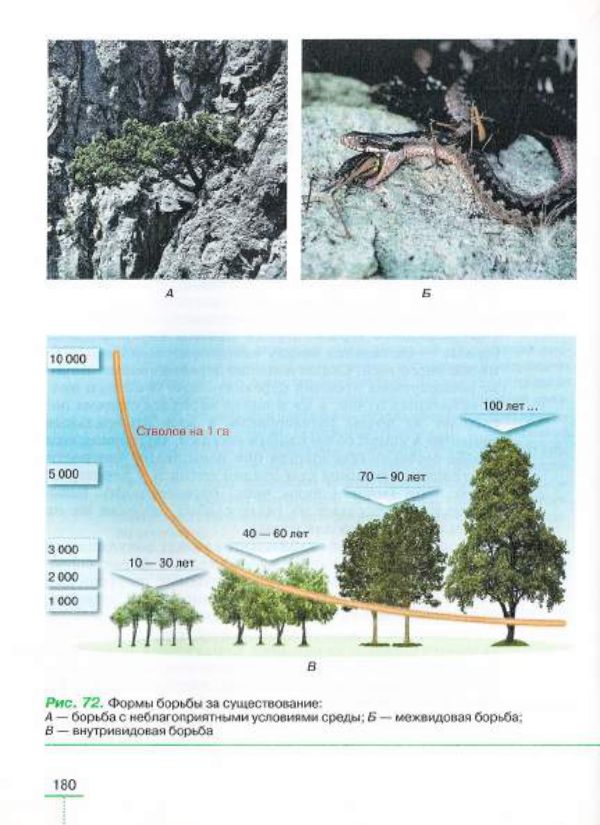 А
Б
10 000
100 лет...
Стволов на 1 га
5 000
70 — 90 лет
40 — 60 лет
3 000
10 — 30 лет
2 000
1 000
В
Рис. 72. Формы борьбы за существование:
А — борьба с неблагоприятными условиями среды; Б — межвидовая борьба;
В — внутривидовая борьба
180